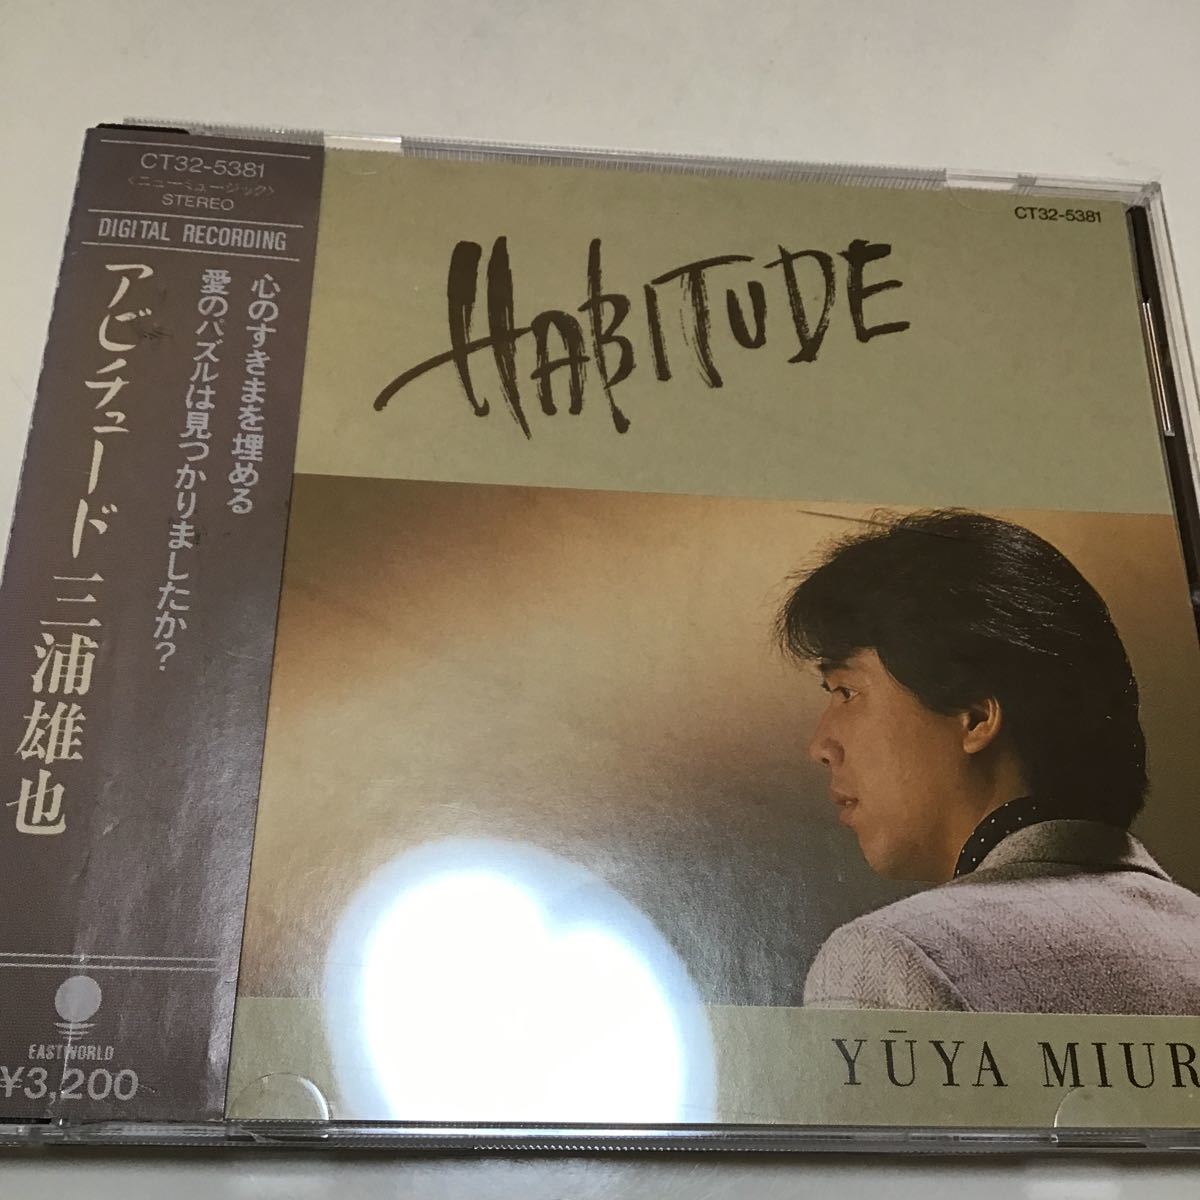 CT32-5381
〈ニューミュージック〉
STEREO
DIGITAL RECORDING
心のすきまを埋める
愛のパズルは見つかりましたか?
アビチュード 三浦雄也
EASTWORLD
¥3,200
CT32-5381
HABITUDE
YŪYA MIUR